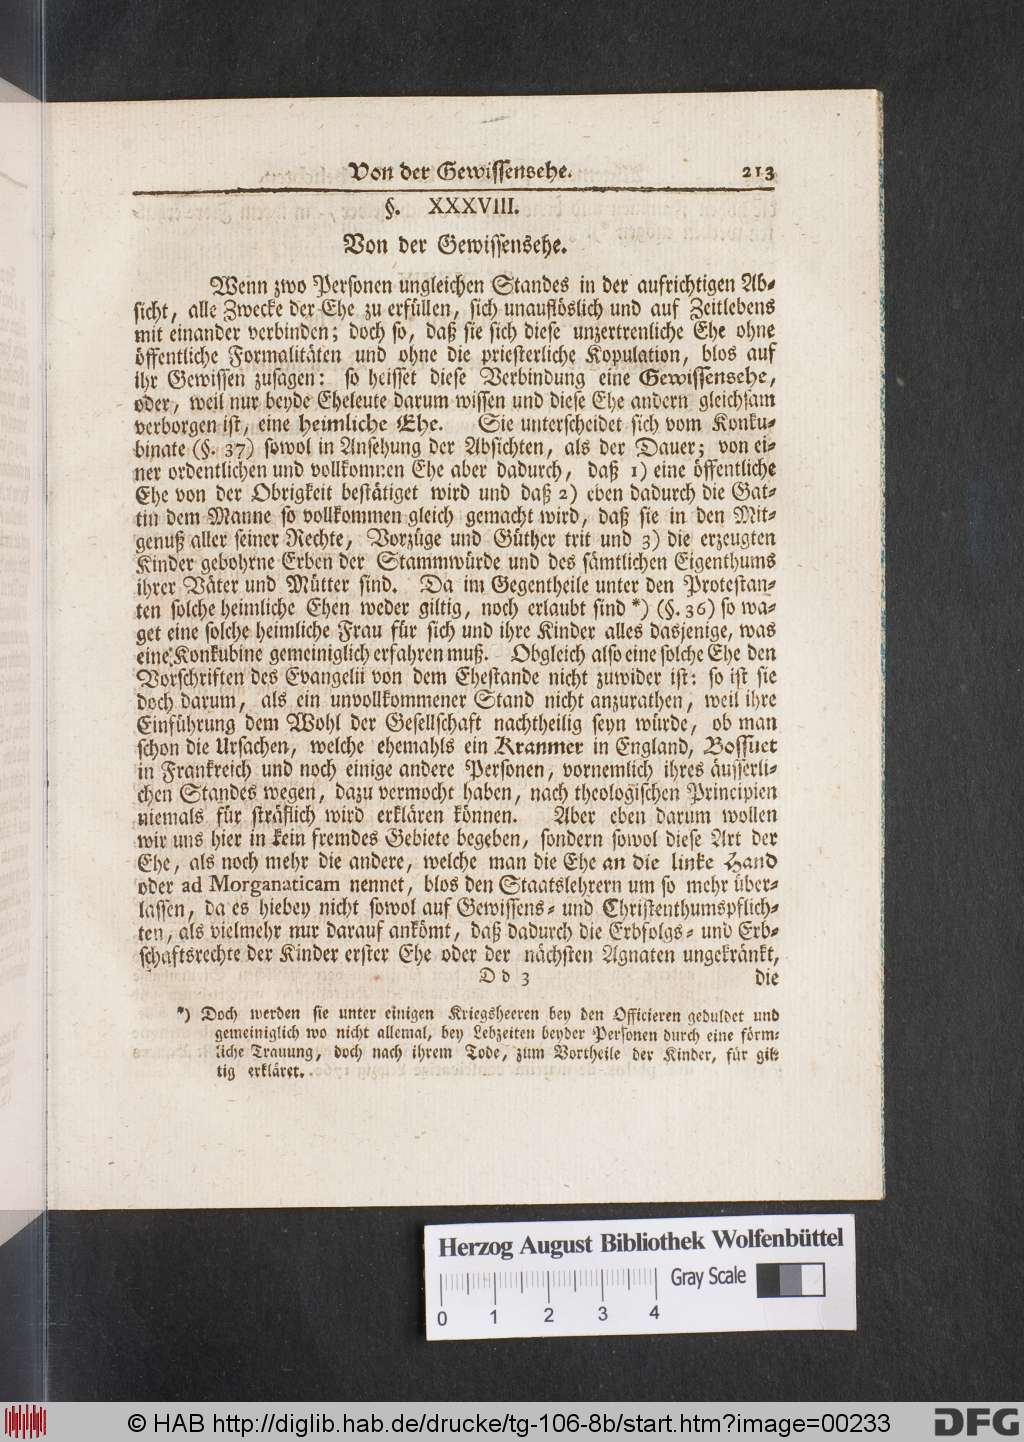 Von der Gewissensehe. 213
§. XXXVIII.
Von der Gewissensehe.
Wenn zwo Personen ungleichen Standes in der aufrichtigen Ab-
sicht, alle Zwecke der Ehe zu erfüllen, sich unauflöslich und auf Zeitlebens
mit einander verbinden; doch so, daß sie sich diese unzertrenliche Ehe ohne
öffentliche Formalitäten und ohne die priesterliche Kopulation, blos auf
ihr Gewissen zusagen: so heisset diese Verbindung eine Gewissensehe,
oder, weil nur beyde Eheleute darum wissen und diese Ehe andern gleichsam
verborgen ist, eine heimliche Ehe. Sie unterscheidet sich vom Konku-
binate (§. 37) sowol in Ansehung der Absichten, als der Dauer; von ei-
ner ordentlichen und vollkomnen Ehe aber dadurch, daß 1) eine öffentliche
Ehe von der Obrigkeit bestätiget wird und daß 2) eben dadurch die Gat-
tin dem Manne so vollkommen gleich gemacht wird, daß sie in den Mit-
genuß aller seiner Rechte, Vorzüge und Güther trit und 3) die erzeugten
Kinder gebohrne Erben der Stammwürde und des sämtlichen Eigenthums
ihrer Väter und Mütter sind. Da im Gegentheile unter den Protestan-
ten solche heimliche Ehen weder giltig, noch erlaubt sind *) (§. 36) so wa-
get eine solche heimliche Frau für sich und ihre Kinder alles dasjenige, was
eine Konkubine gemeiniglich erfahren muß. Obgleich also eine solche Ehe den
Vorschriften des Evangelii von dem Ehestande nicht zuwider ist: so ist sie
doch darum, als ein unvollkommener Stand nicht anzurathen, weil ihre
Einführung dem Wohl der Gesellschaft nachtheilig seyn würde, ob man
schon die Ursachen, welche ehemahls ein Kranmer in England, Bossuet
in Frankreich und noch einige andere Personen, vornemlich ihres äusserli-
chen Standes wegen, dazu vermocht haben, nach theologischen Principien
niemals für sträflich wird erklären können. Aber eben darum wollen
wir uns hier in kein fremdes Gebiete begeben, sondern sowol diese Art der
Ehe, als noch mehr die andere, welche man die Ehe an die linke Hand
oder ad Morganaticam nennet, blos den Staatslehrern um so mehr über-
lassen, da es hiebey nicht sowol auf Gewissens- und Christenthumspflich-
ten, als vielmehr nur darauf ankömt, daß dadurch die Erbfolgs- und Erb-
schaftsrechte der Kinder erster Ehe oder der nächsten Agnaten ungekränkt,
D d 3 die
*) Doch werden sie unter einigen Kriegsheeren bey den Officieren geduldet und
gemeiniglich wo nicht allemal, bey Lebzeiten beyder Personen durch eine förm-
liche Trauung, doch nach ihrem Tode, zum Vortheile der Kinder, für gil-
tig erkläret.
Herzog August Bibliothek Wolfenbüttel
Gray Scale
0 1 2 3 4
© HAB http://diglib.hab.de/drucke/tg-106-8b/start.htm?image=00233
DFG